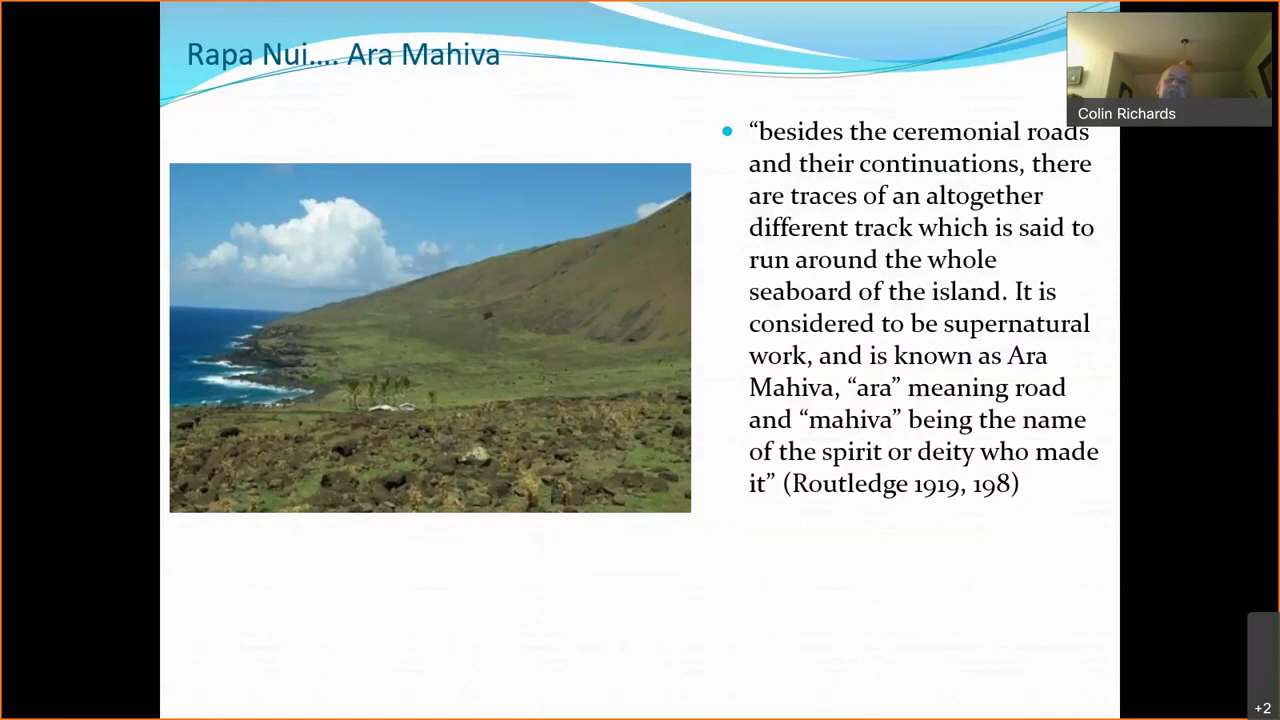 Rapa Nui.... Ara Mahiva
Colin Richards
“besides the ceremonial roads
and their continuations, there
are traces of an altogether
different track which is said to
run around the whole
seaboard of the island. It is
considered to be supernatural
work, and is known as Ara
Mahiva, “ara” meaning road
and “mahiva” being the name
of the spirit or deity who made
it” (Routledge 1919, 198)
+2